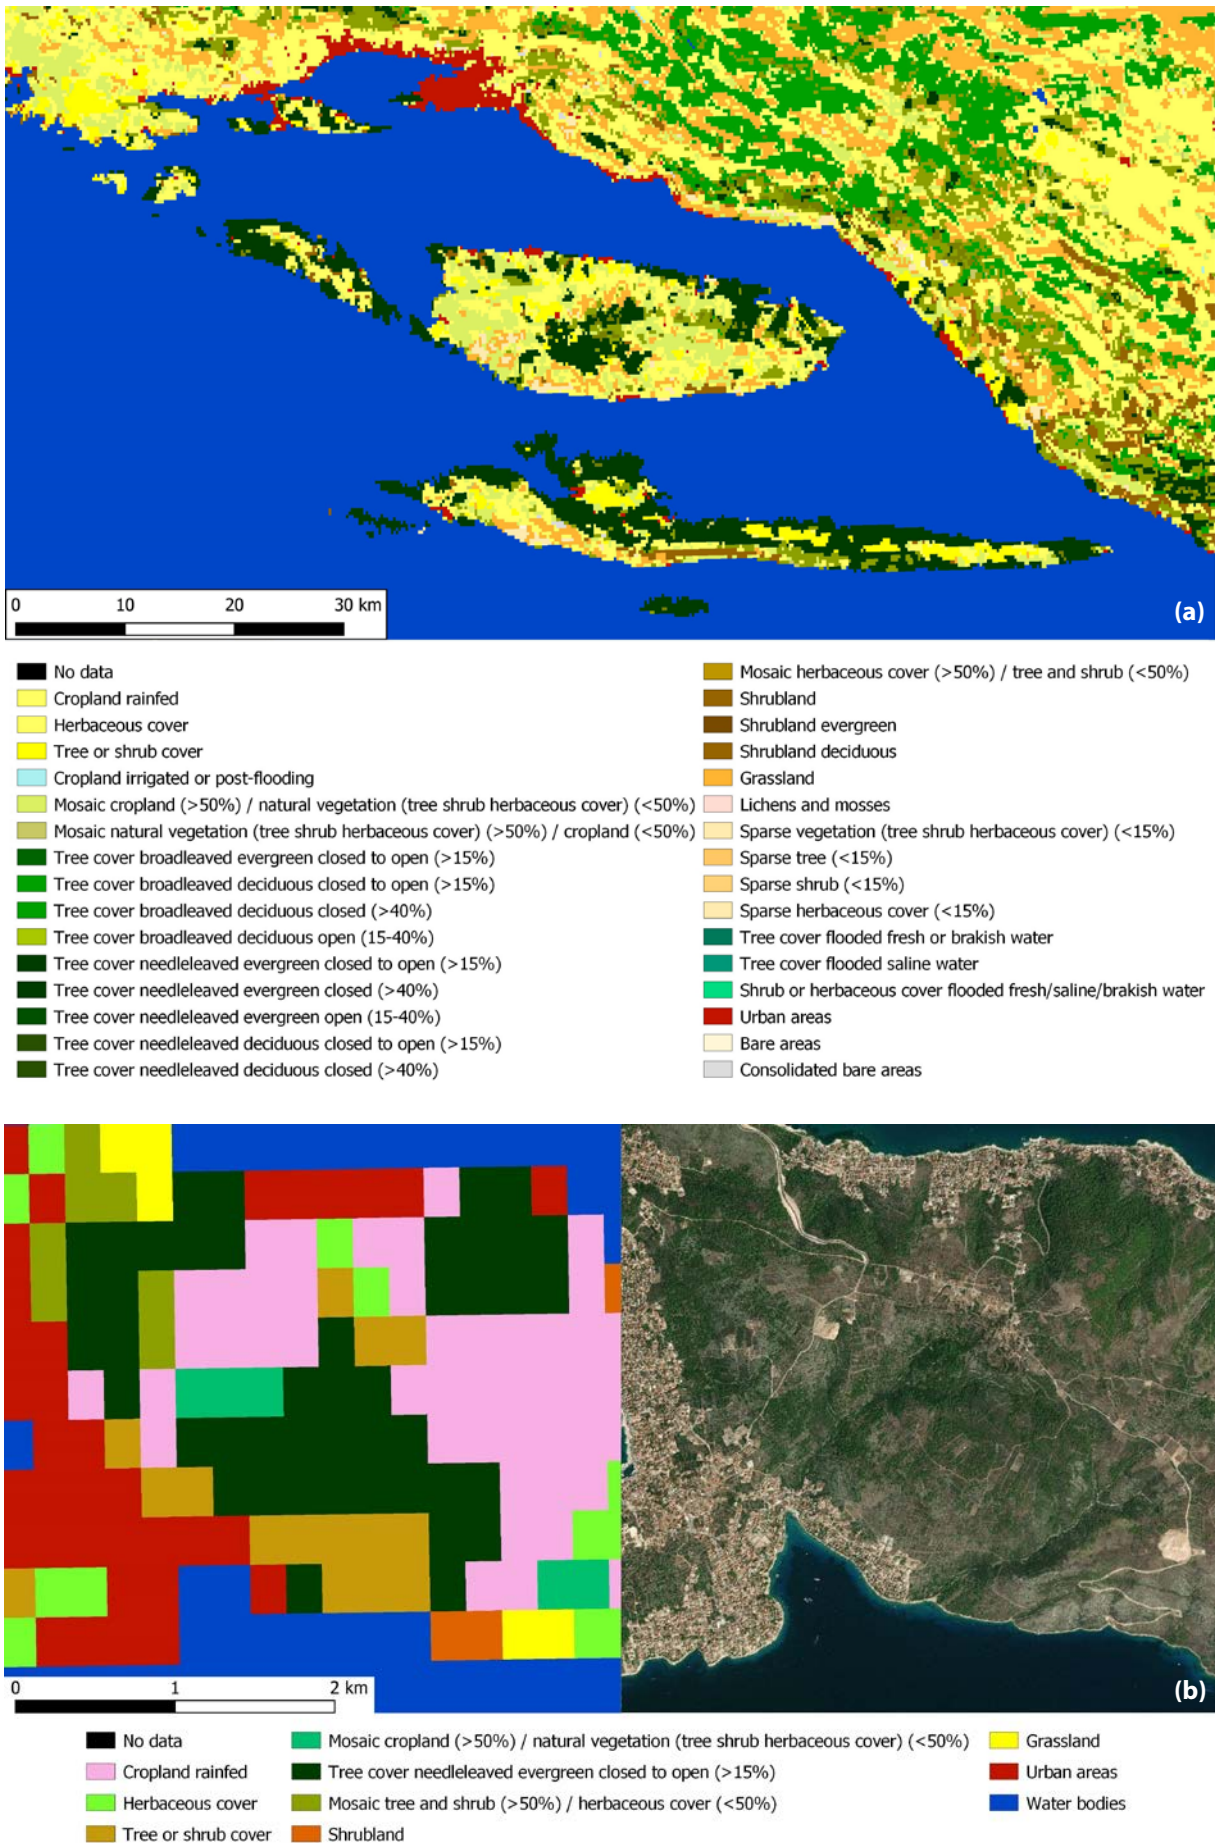 0 10 20 30 km
(a)
No data
Cropland rainfed
Herbaceous cover
Tree or shrub cover
Cropland irrigated or post-flooding
Mosaic cropland (>50%) / natural vegetation (tree shrub herbaceous cover) (<50%)
Mosaic natural vegetation (tree shrub herbaceous cover) (>50%) / cropland (<50%)
Tree cover broadleaved evergreen closed to open (>15%)
Tree cover broadleaved deciduous closed to open (>15%)
Tree cover broadleaved deciduous closed (>40%)
Tree cover broadleaved deciduous open (15-40%)
Tree cover needleleaved evergreen closed to open (>15%)
Tree cover needleleaved evergreen closed (>40%)
Tree cover needleleaved evergreen open (15-40%)
Tree cover needleleaved deciduous closed to open (>15%)
Tree cover needleleaved deciduous closed (>40%)
Mosaic herbaceous cover (>50%) / tree and shrub (<50%)
Shrubland
Shrubland evergreen
Shrubland deciduous
Grassland
Lichens and mosses
Sparse vegetation (tree shrub herbaceous cover) (<15%)
Sparse tree (<15%)
Sparse shrub (<15%)
Sparse herbaceous cover (<15%)
Tree cover flooded fresh or brakish water
Tree cover flooded saline water
Shrub or herbaceous cover flooded fresh/saline/brakish water
Urban areas
Bare areas
Consolidated bare areas
0 1 2 km
(b)
No data
Cropland rainfed
Herbaceous cover
Tree or shrub cover
Mosaic cropland (>50%) / natural vegetation (tree shrub herbaceous cover) (<50%)
Tree cover needleleaved evergreen closed to open (>15%)
Mosaic tree and shrub (>50%) / herbaceous cover (<50%)
Shrubland
Grassland
Urban areas
Water bodies